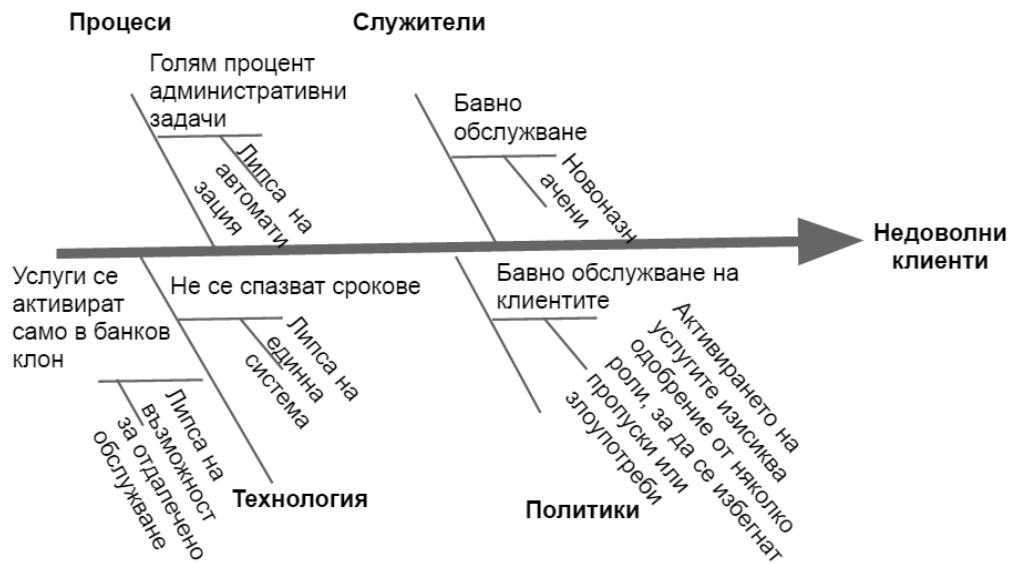 Процеси
Служители
Голям процент
административни
задачи
Липса на
автомати
зация
Бавно
обслужване
Новоназн
ачени
Недоволни
клиенти
Услуги се
активират
само в банков
клон
Липса на
възможност
за отдалечено
обслужване
Не се спазват срокове
Липса на
единна
система
Технология
Бавно обслужване на
клиентите
Активирането на
услугите изисиква
одобрение от няколко
роли, за да се избегнат
пропуски или
злоупотреби
Политики